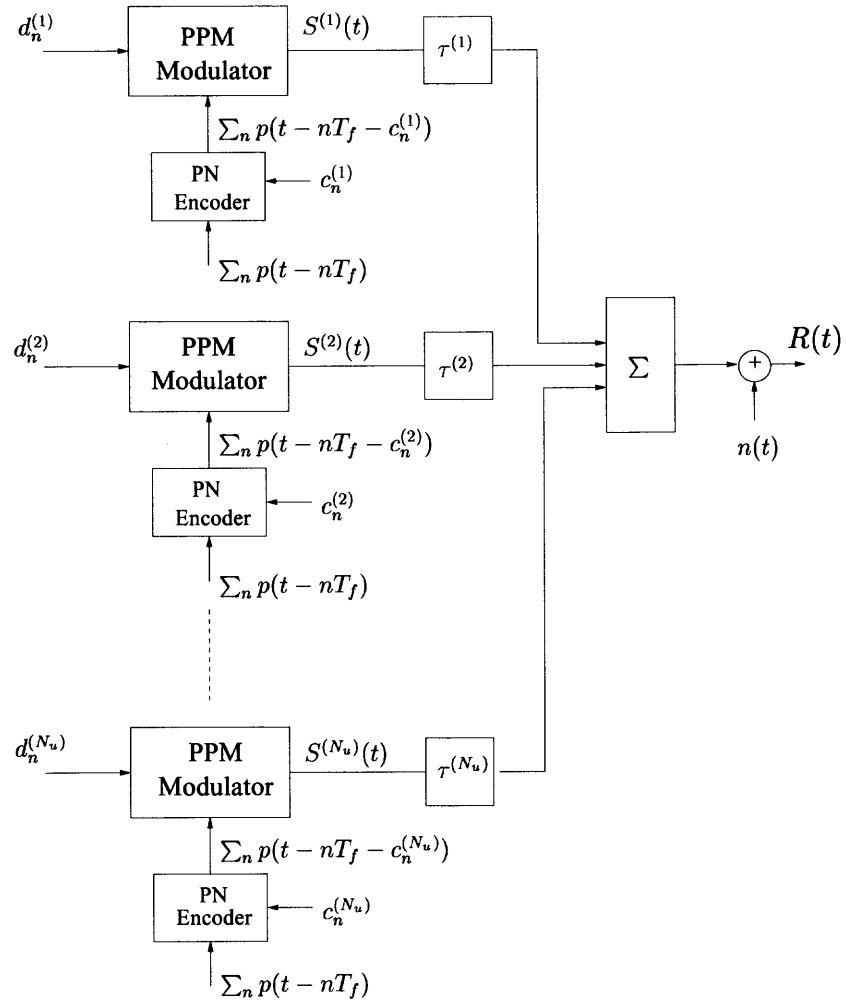 d_n^{(1)}
PPM
Modulator
S^{(1)}(t)
τ^{(1)}
∑_n p(t − nT_f − c_n^{(1)})
PN
Encoder
c_n^{(1)}
∑_n p(t − nT_f)
d_n^{(2)}
PPM
Modulator
S^{(2)}(t)
τ^{(2)}
Σ
+
R(t)
n(t)
∑_n p(t − nT_f − c_n^{(2)})
PN
Encoder
c_n^{(2)}
∑_n p(t − nT_f)
d_n^{(N_u)}
PPM
Modulator
S^{(N_u)}(t)
τ^{(N_u)}
∑_n p(t − nT_f − c_n^{(N_u)})
PN
Encoder
c_n^{(N_u)}
∑_n p(t − nT_f)